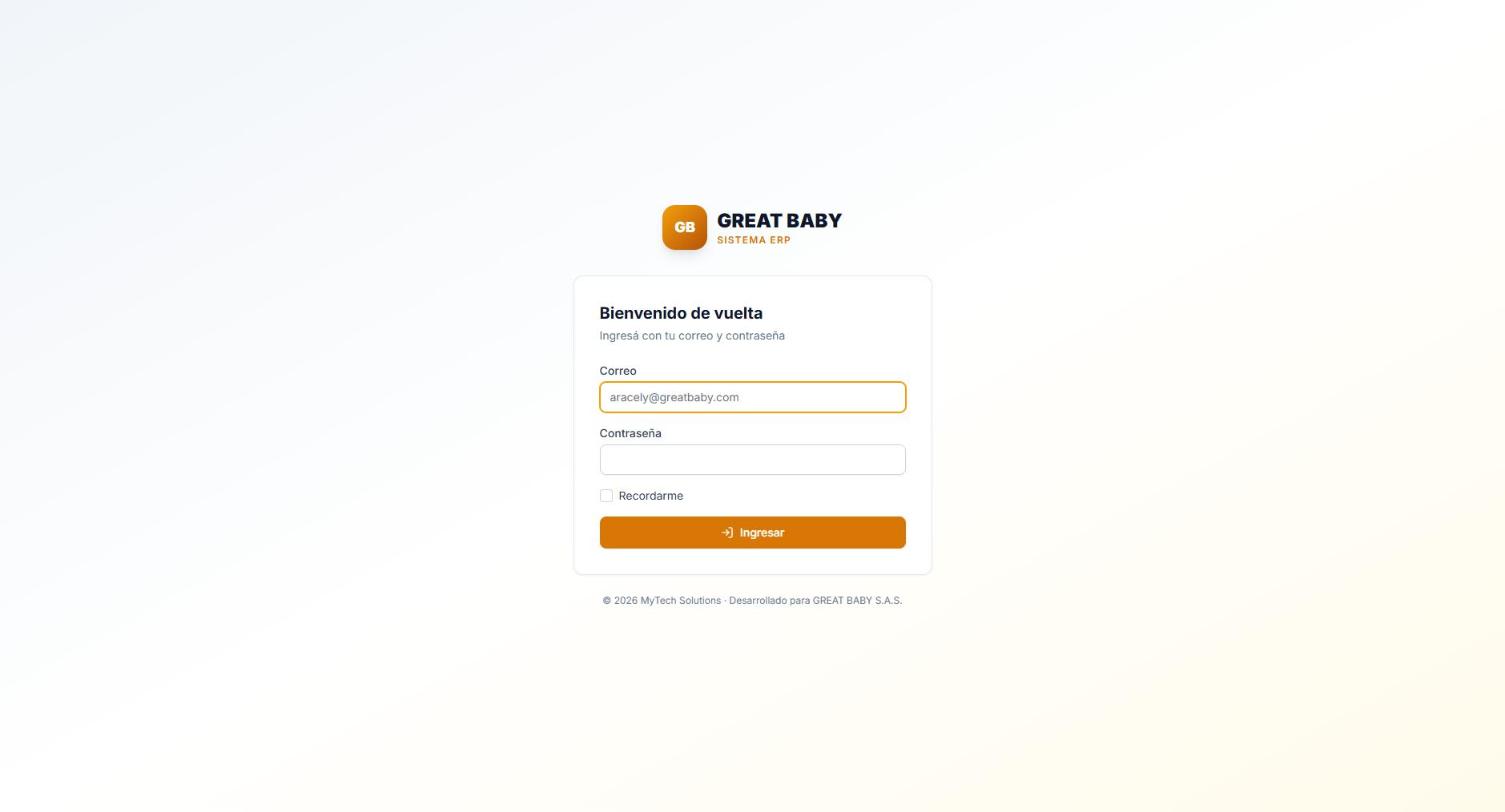 GB
GREAT BABY
SISTEMA ERP
Bienvenido de vuelta
Ingresá con tu correo y contraseña
Correo
aracely@greatbaby.com
Contraseña
Recordarme
Ingresar
© 2026 MyTech Solutions · Desarrollado para GREAT BABY S.A.S.